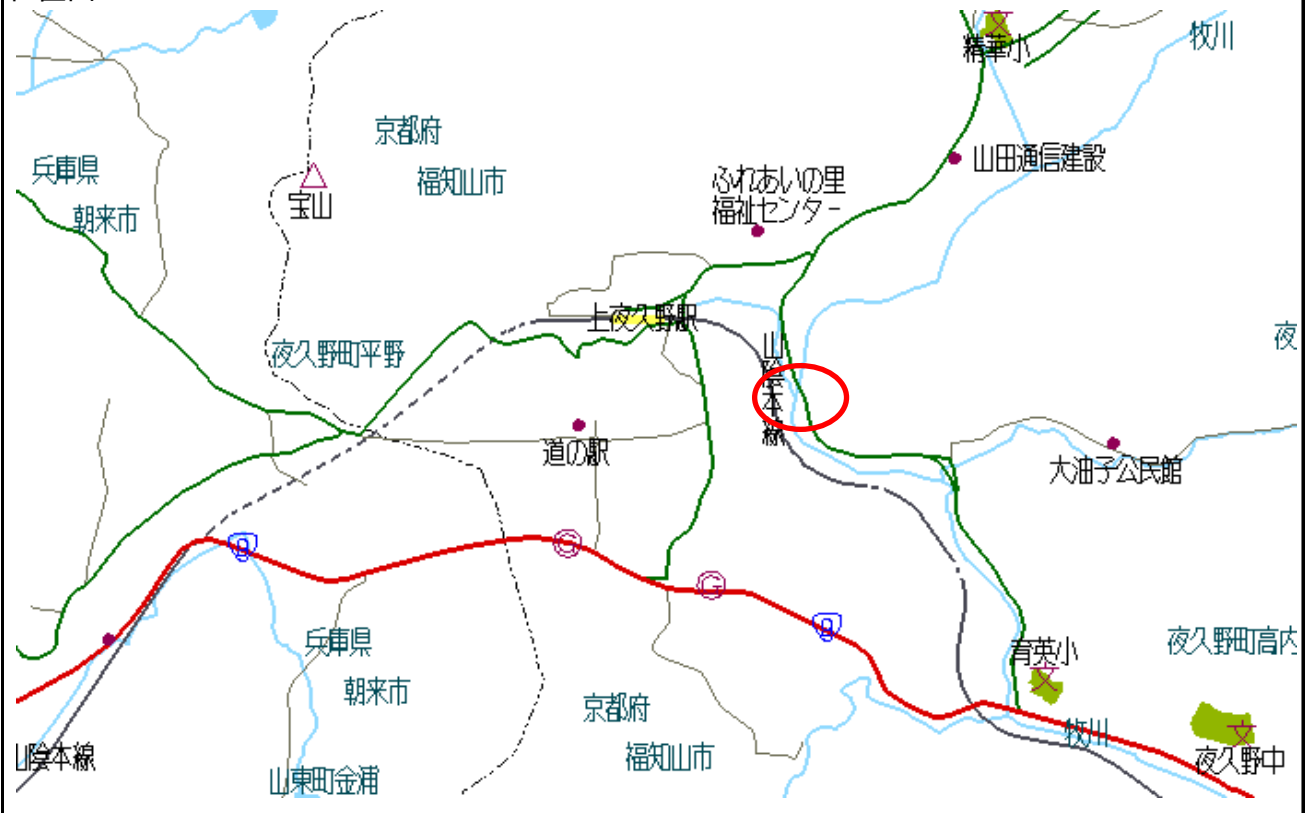 牧川
精華小
京都府
山田通信建設
兵庫県
福知山市
ふれあいの里
福祉センター
宝山
朝来市
上夜久野駅
夜
夜久野町平野
山陰本線
道の駅
大油子公民館
9
G
G
9
兵庫県
育英小
夜久野町高内
朝来市
京都府
牧川
山陰本線
福知山市
夜久野中
山東町金浦